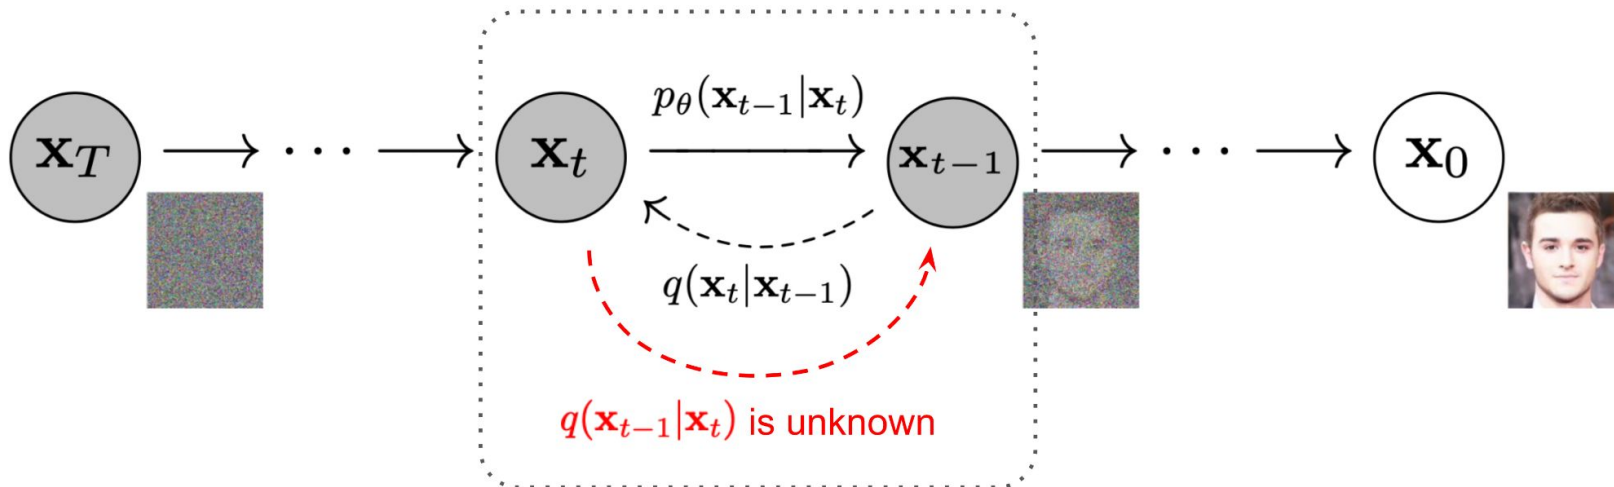 p_θ(x_{t−1}|x_t)
x_T ⟶ ··· ⟶ x_t ⟶ x_{t−1} ⟶ ··· ⟶ x_0
q(x_t|x_{t−1})
q(x_{t−1}|x_t) is unknown